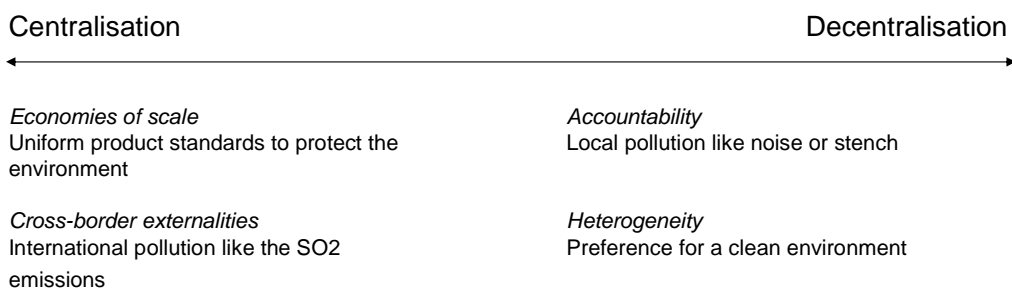 Centralisation
Decentralisation
Economies of scale
Uniform product standards to protect the
environment
Accountability
Local pollution like noise or stench
Cross-border externalities
International pollution like the SO2
emissions
Heterogeneity
Preference for a clean environment